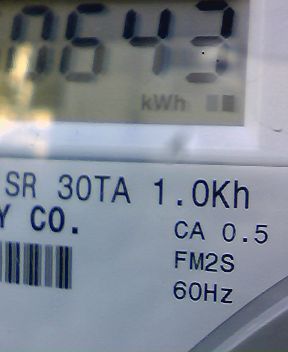 0643
kWh
SR 30TA 1.0Kh
Y CO.
CA 0.5
FM2S
60Hz